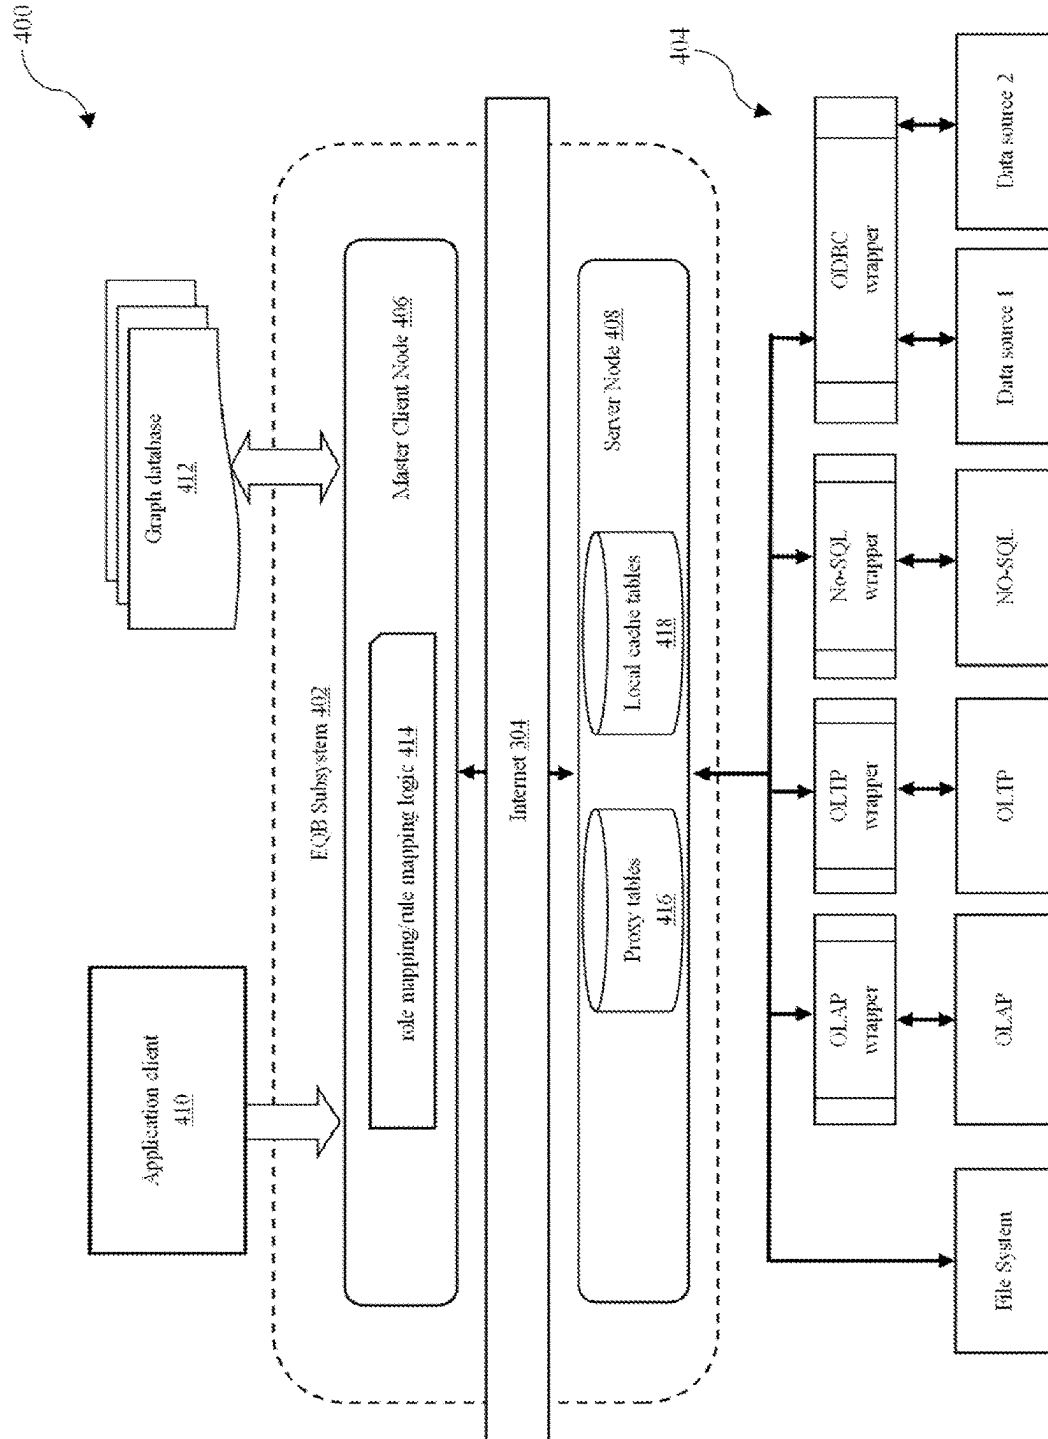 400
Application client
410
Graph database
412
EQB Subsystem 402
Master Client Node 406
role mapping/rule mapping logic 414
Internet 304
Server Node 408
Proxy tables
416
Local cache tables
418
404
OLAP
wrapper
OLTP
wrapper
No-SQL
wrapper
ODBC
wrapper
File System
OLAP
OLTP
NO-SQL
Data source 1
Data source 2